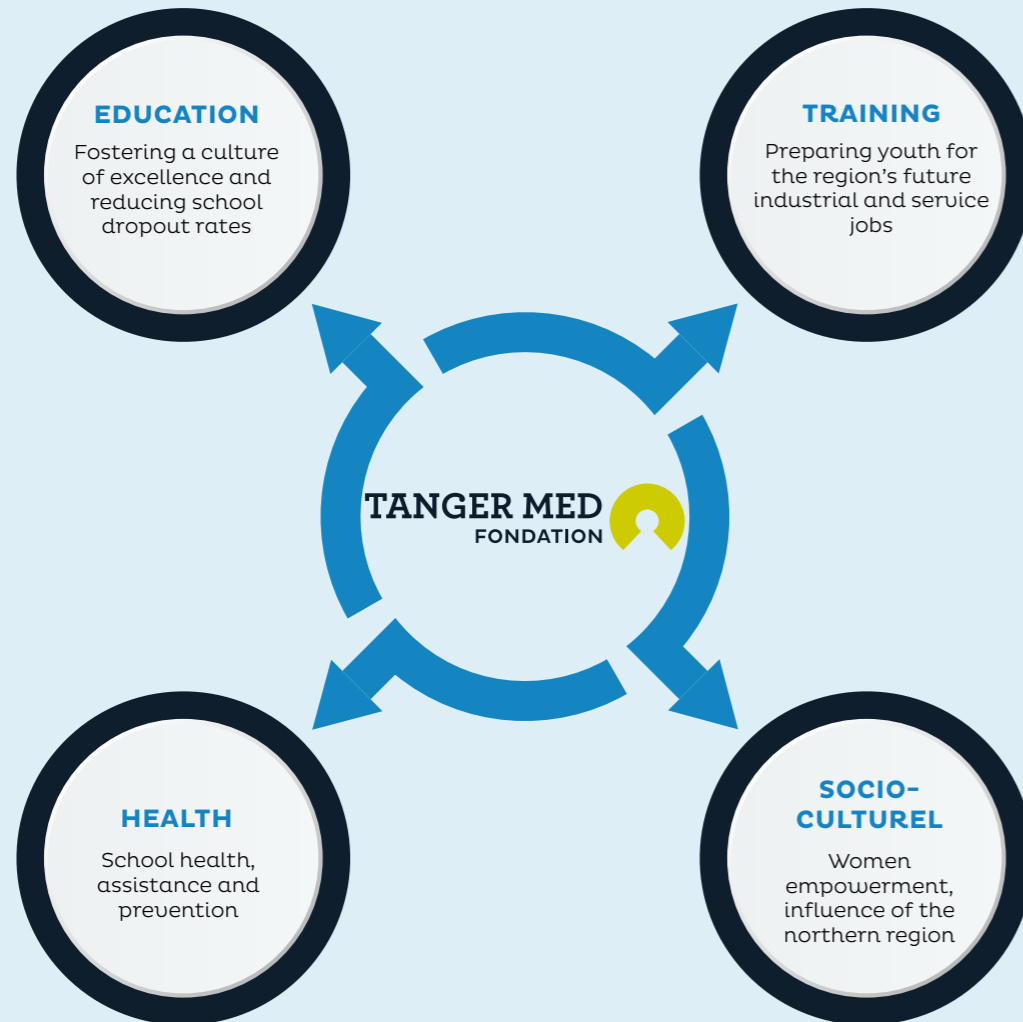 EDUCATION
Fostering a culture
of excellence and
reducing school
dropout rates
TRAINING
Preparing youth for
the region's future
industrial and service
jobs
TANGER MED
FONDATION
HEALTH
School health,
assistance and
prevention
SOCIO-
CULTUREL
Women
empowerment,
influence of the
northern region